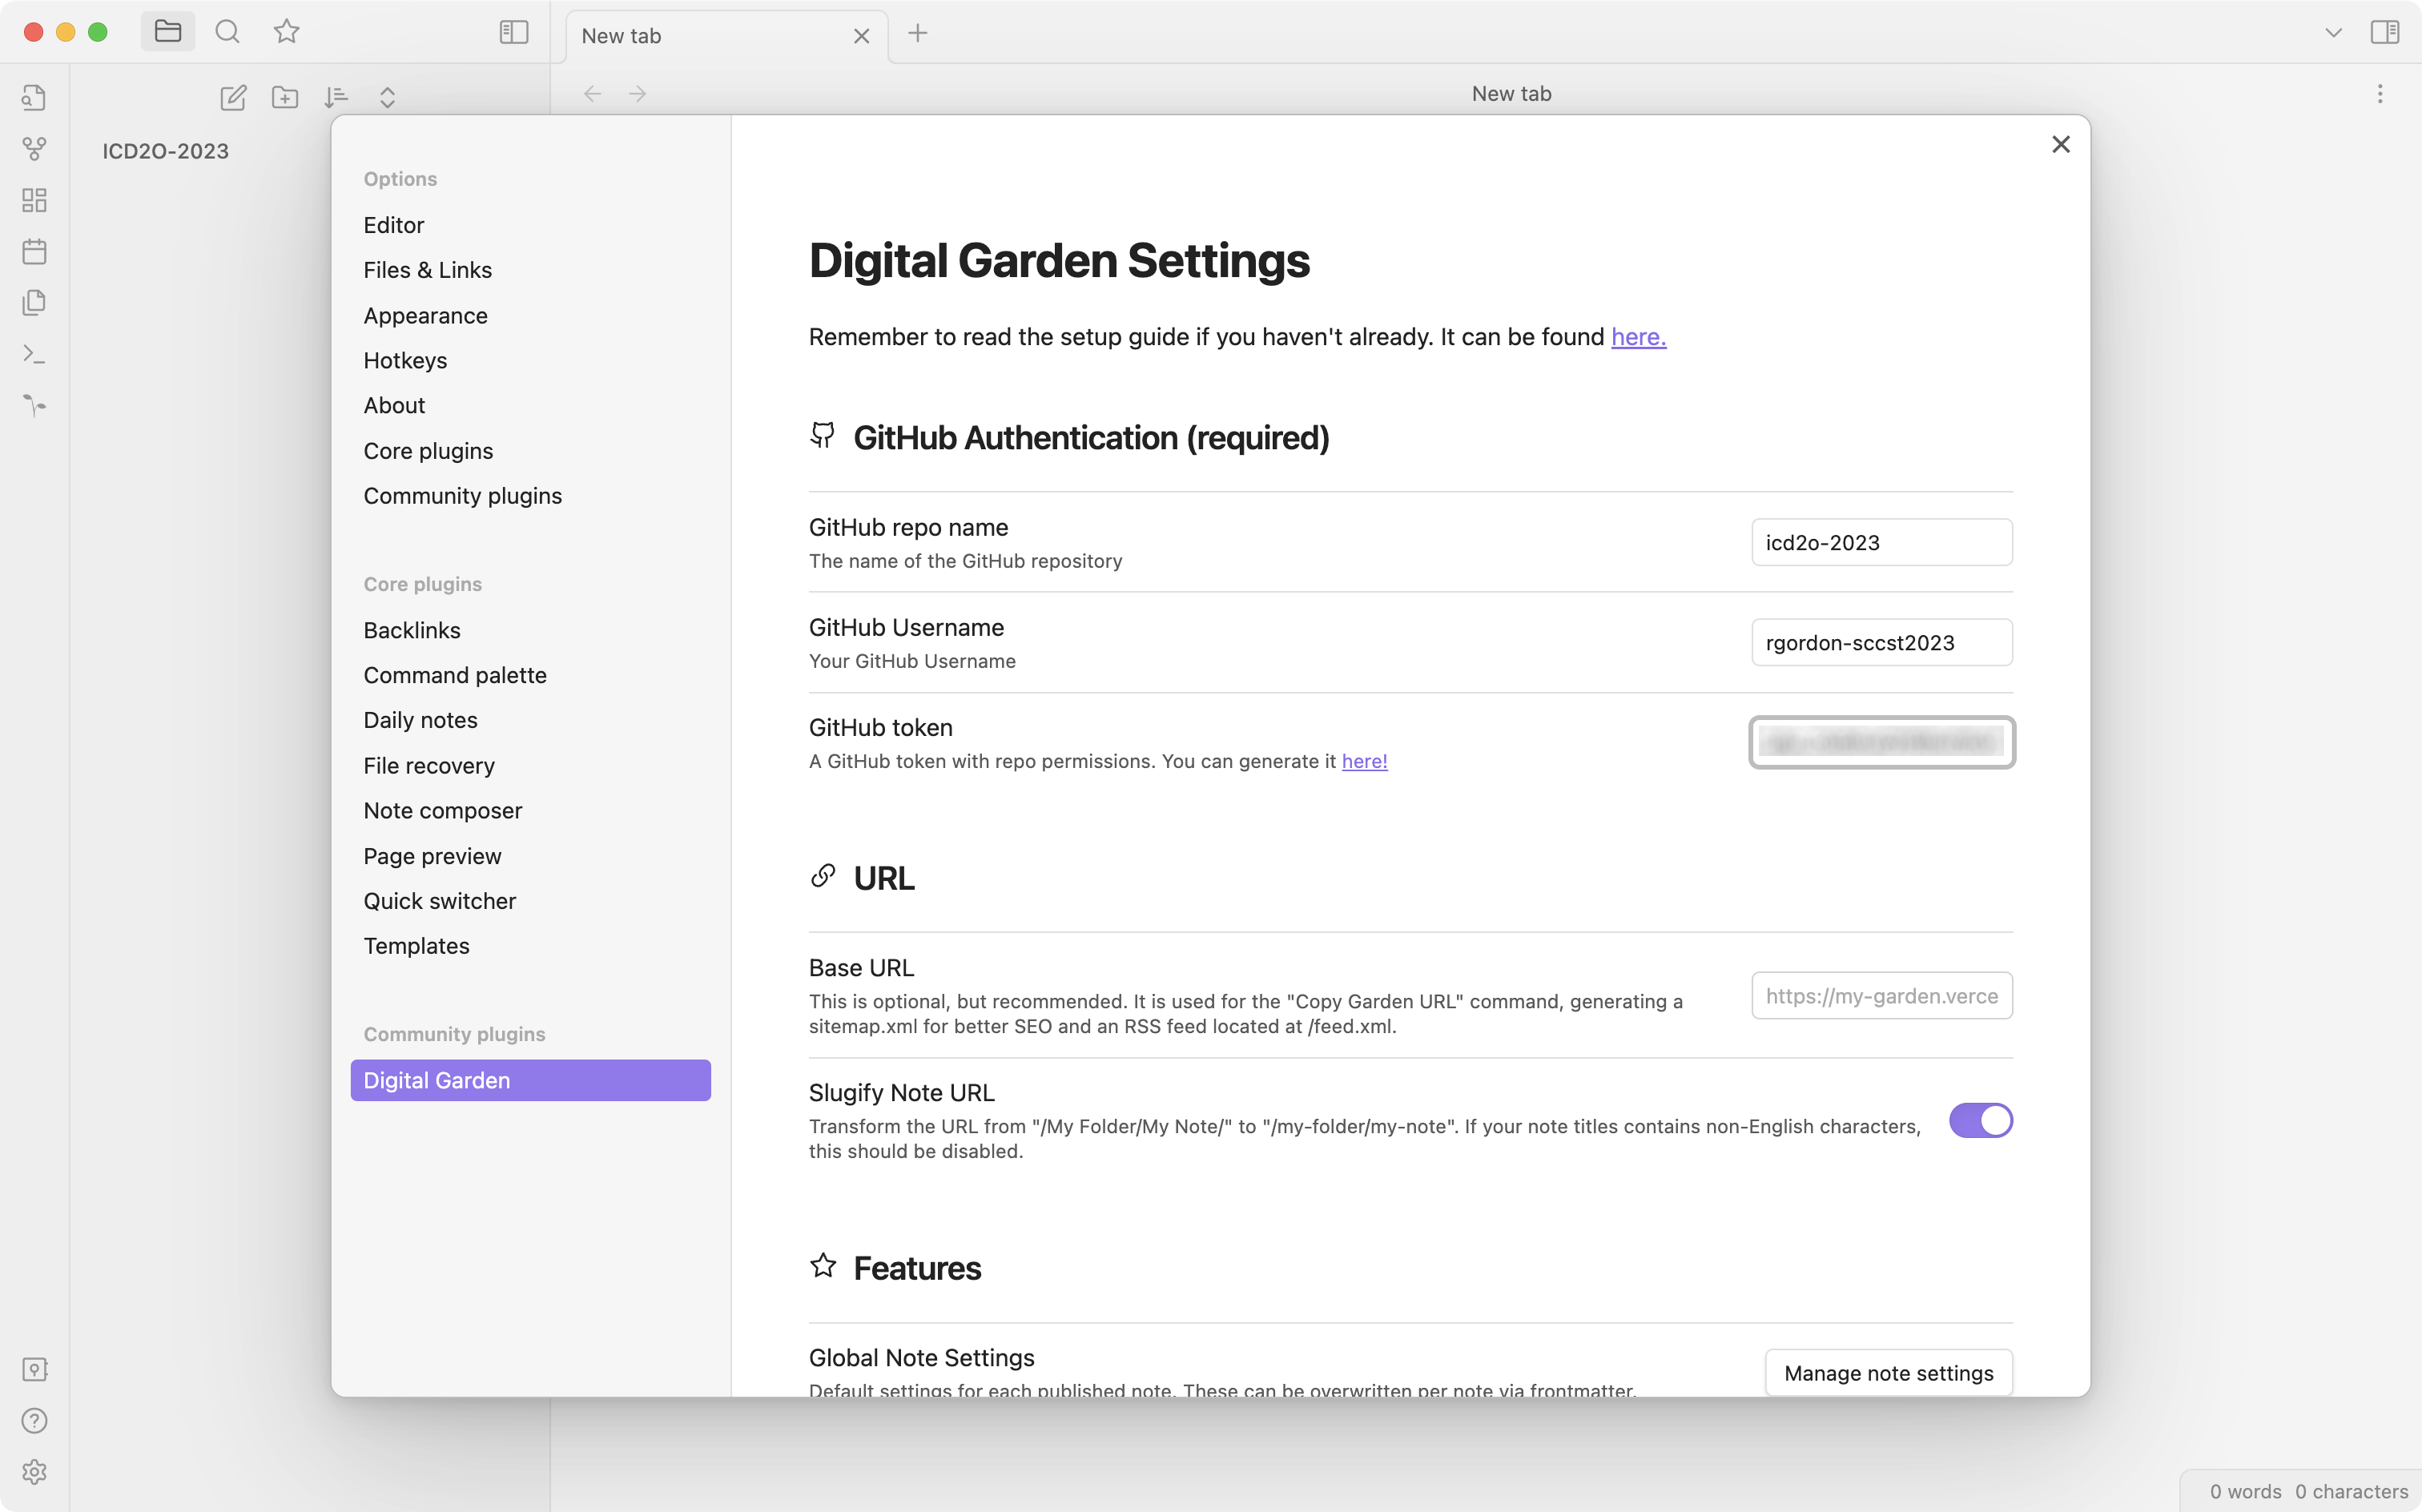 New tab
New tab
ICD2O-2023
Options
Editor
Files & Links
Appearance
Hotkeys
About
Core plugins
Community plugins
Core plugins
Backlinks
Command palette
Daily notes
File recovery
Note composer
Page preview
Quick switcher
Templates
Community plugins
Digital Garden
Digital Garden Settings
Remember to read the setup guide if you haven't already. It can be found here.
GitHub Authentication (required)
GitHub repo name
The name of the GitHub repository
icd2o-2023
GitHub Username
Your GitHub Username
rgordon-sccst2023
GitHub token
A GitHub token with repo permissions. You can generate it here!
URL
Base URL
This is optional, but recommended. It is used for the "Copy Garden URL" command, generating a
sitemap.xml for better SEO and an RSS feed located at /feed.xml.
https://my-garden.verce
Slugify Note URL
Transform the URL from "/My Folder/My Note/" to "/my-folder/my-note". If your note titles contains non-English characters,
this should be disabled.
Features
Global Note Settings
Default settings for each published note. These can be overwritten per note via frontmatter.
Manage note settings
0 words 0 characters